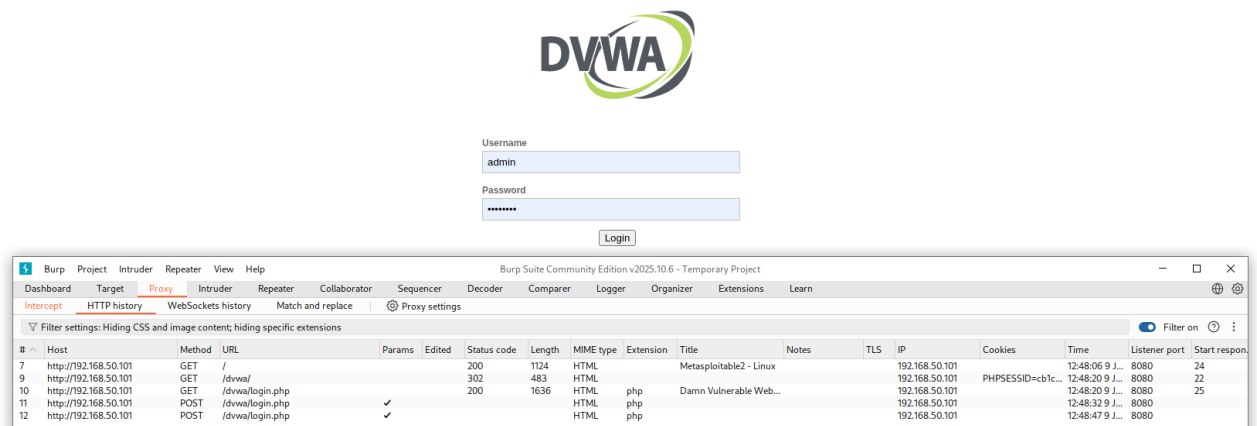 DVWA
Username
admin
Password
••••••••
Login
Burp Project Intruder Repeater View Help Burp Suite Community Edition v2025.10.6 - Temporary Project
Dashboard Target Proxy Intruder Repeater Collaborator Sequencer Decoder Comparer Logger Organizer Extensions Learn
Intercept HTTP history WebSockets history Match and replace Proxy settings
Filter settings: Hiding CSS and image content; hiding specific extensions Filter on
# Host Method URL Params Edited Status code Length MIME type Extension Title Notes TLS IP Cookies Time Listener port Start respon.
7 http://192.168.50.101 GET / 200 1124 HTML Metasploitable2 - Linux 192.168.50.101 12:48:06 9 J... 8080 24
9 http://192.168.50.101 GET /dvwa/ 302 483 HTML 192.168.50.101 PHPSESSID=cb1c... 12:48:20 9 J... 8080 22
10 http://192.168.50.101 GET /dvwa/login.php 200 1636 HTML php Damn Vulnerable Web... 192.168.50.101 12:48:20 9 J... 8080 25
11 http://192.168.50.101 POST /dvwa/login.php ✓ HTML php 192.168.50.101 12:48:32 9 J... 8080
12 http://192.168.50.101 POST /dvwa/login.php ✓ HTML php 192.168.50.101 12:48:47 9 J... 8080